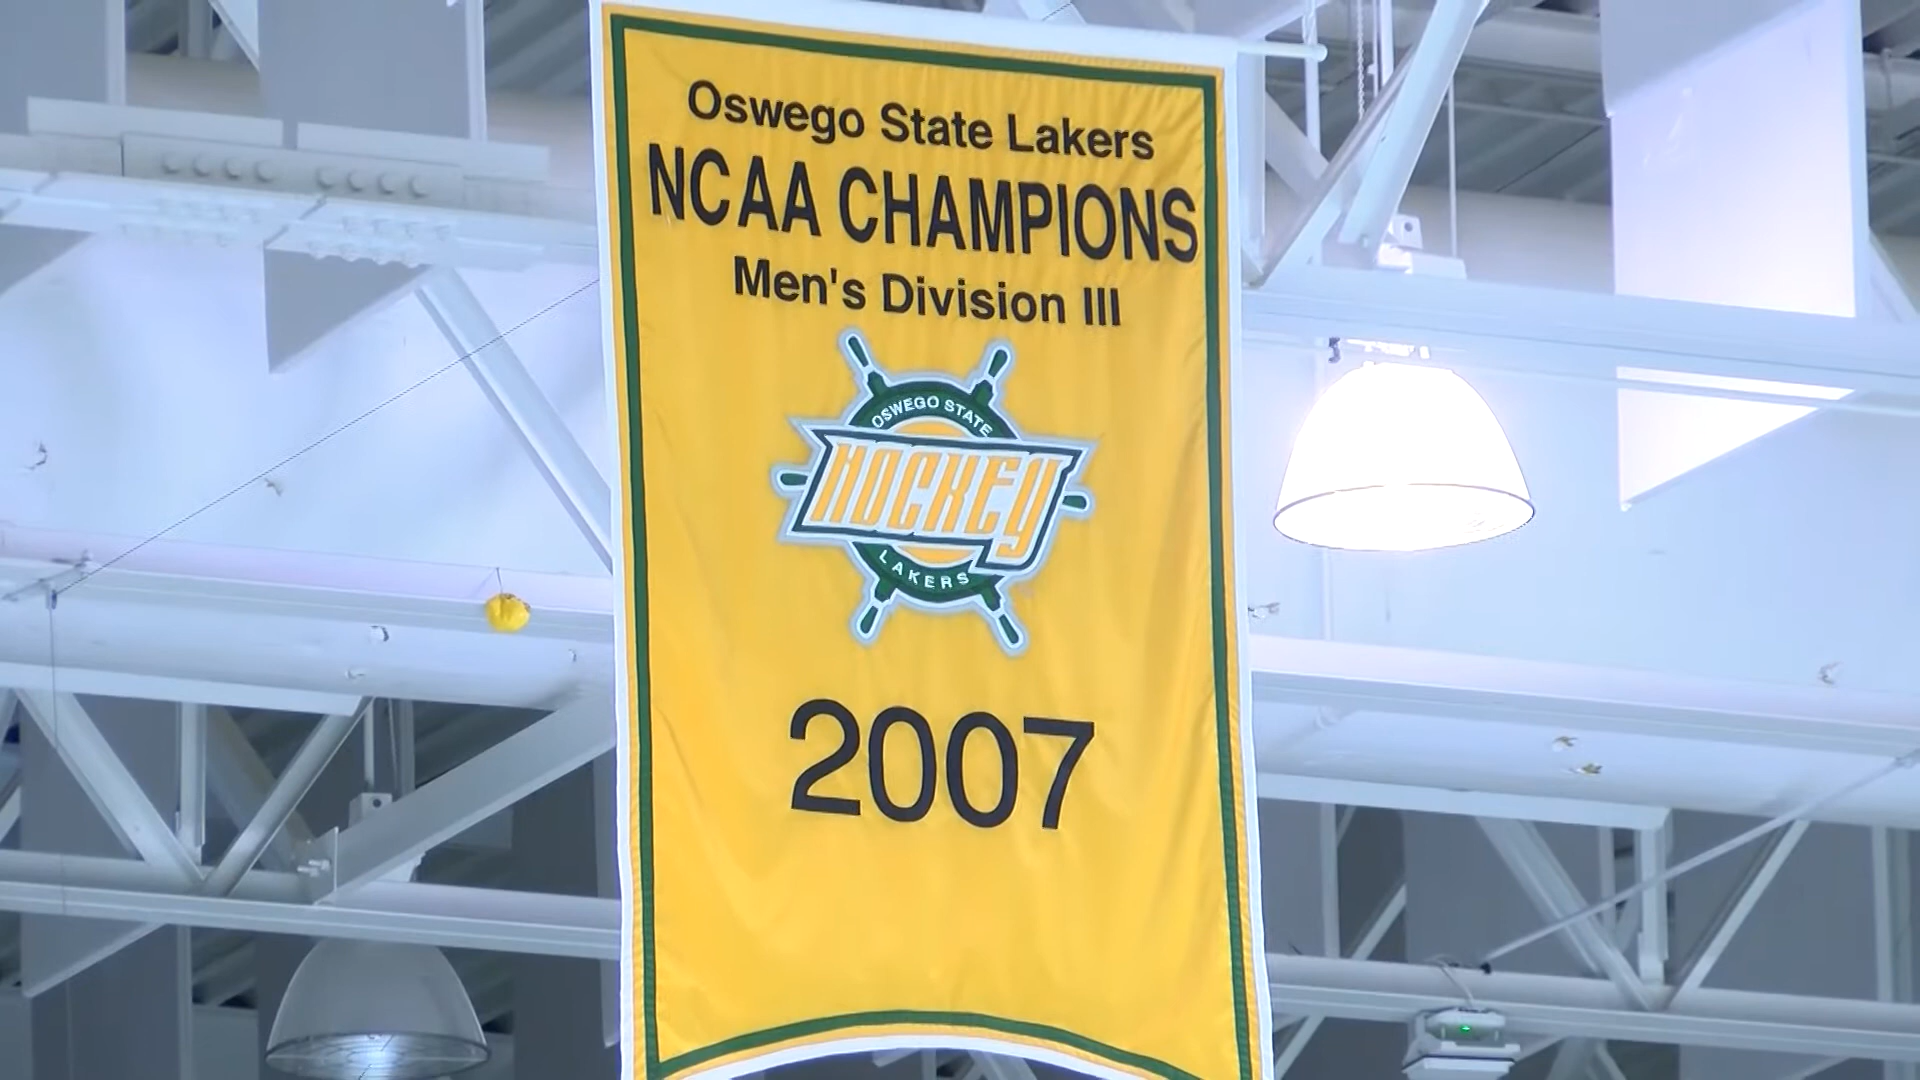 Oswego State Lakers
NCAA CHAMPIONS
Men's Division III
OSWEGO STATE
HOCKEY
LAKERS
2007